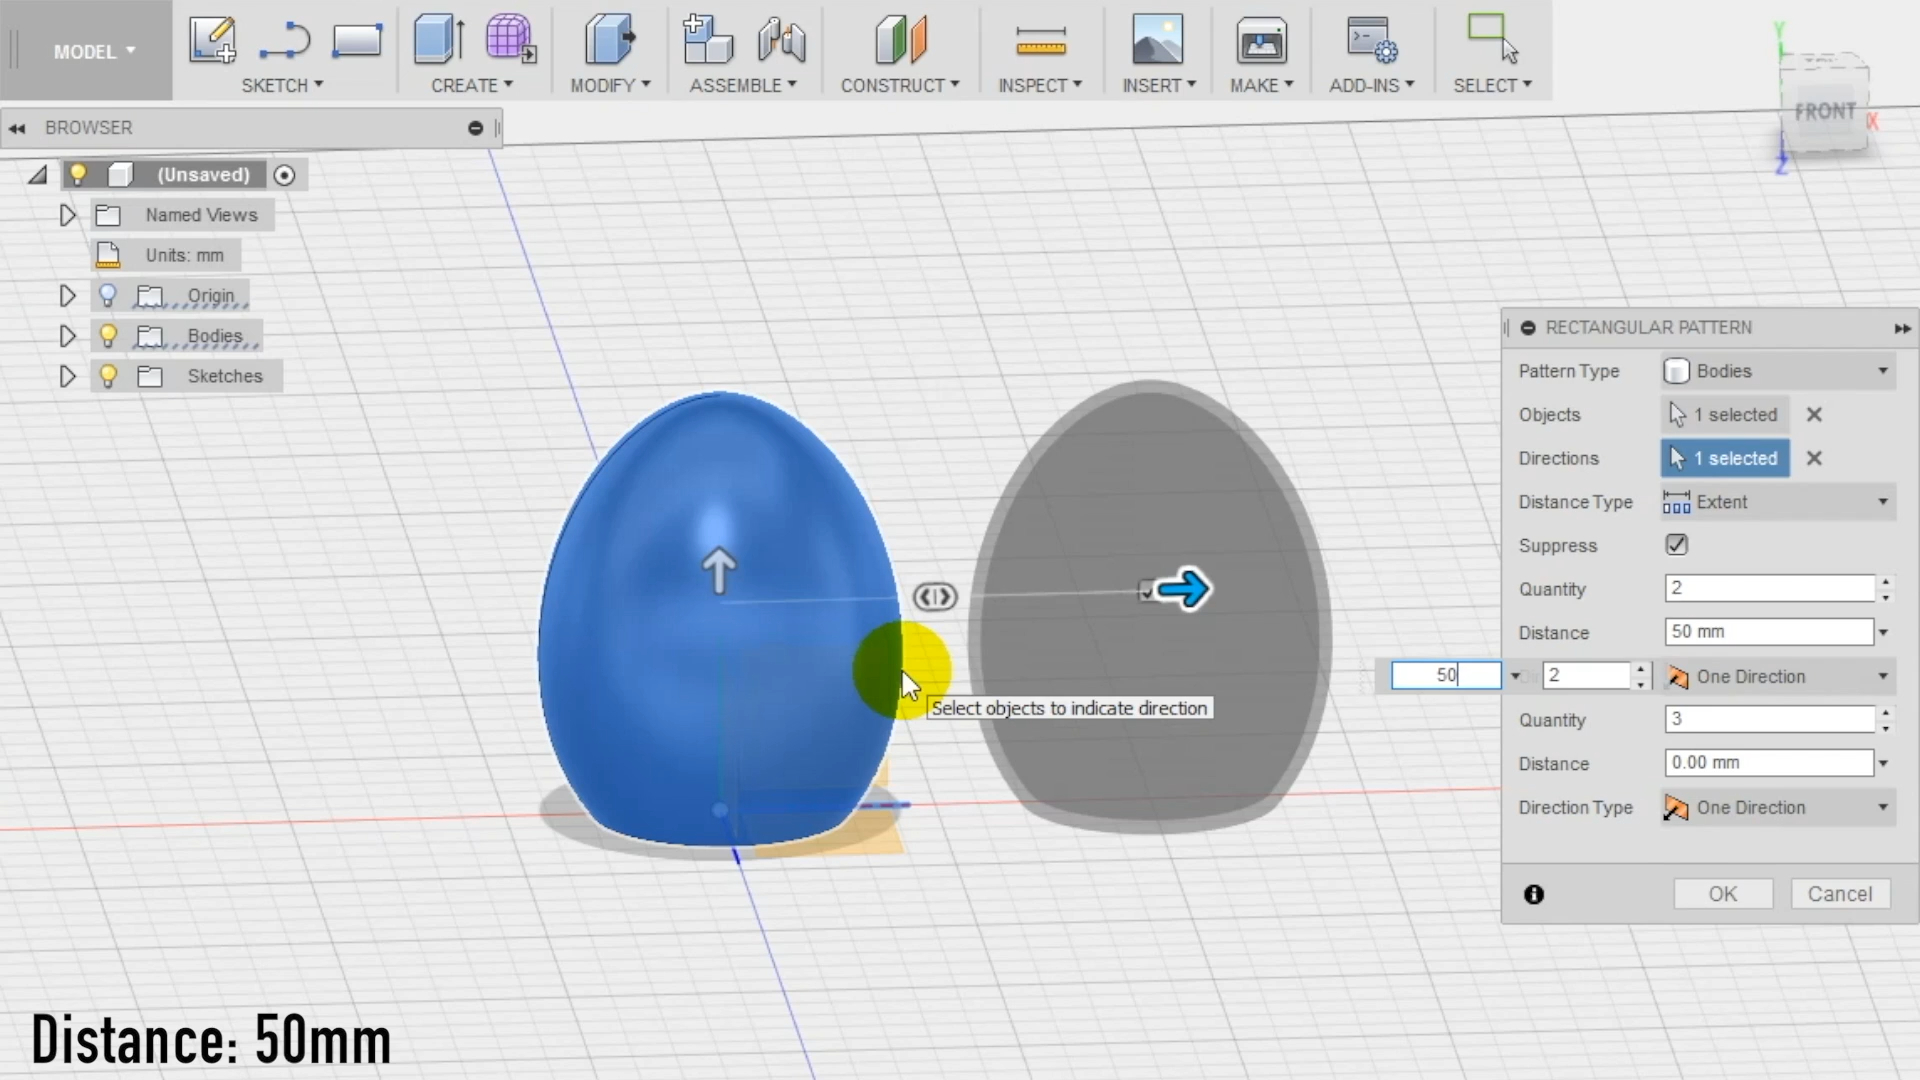 MODEL
SKETCH
CREATE
MODIFY
ASSEMBLE
CONSTRUCT
INSPECT
INSERT
MAKE
ADD-INS
SELECT
Y
FRONT
X
Z
BROWSER
(Unsaved)
Named Views
Units: mm
Origin
Bodies
Sketches
RECTANGULAR PATTERN
Pattern Type Bodies
Objects 1 selected
Directions 1 selected
Distance Type Extent
Suppress
Quantity 2
Distance 50 mm
50 2 One Direction
Select objects to indicate direction
Quantity 3
Distance 0.00 mm
Direction Type One Direction
OK Cancel
Distance: 50mm